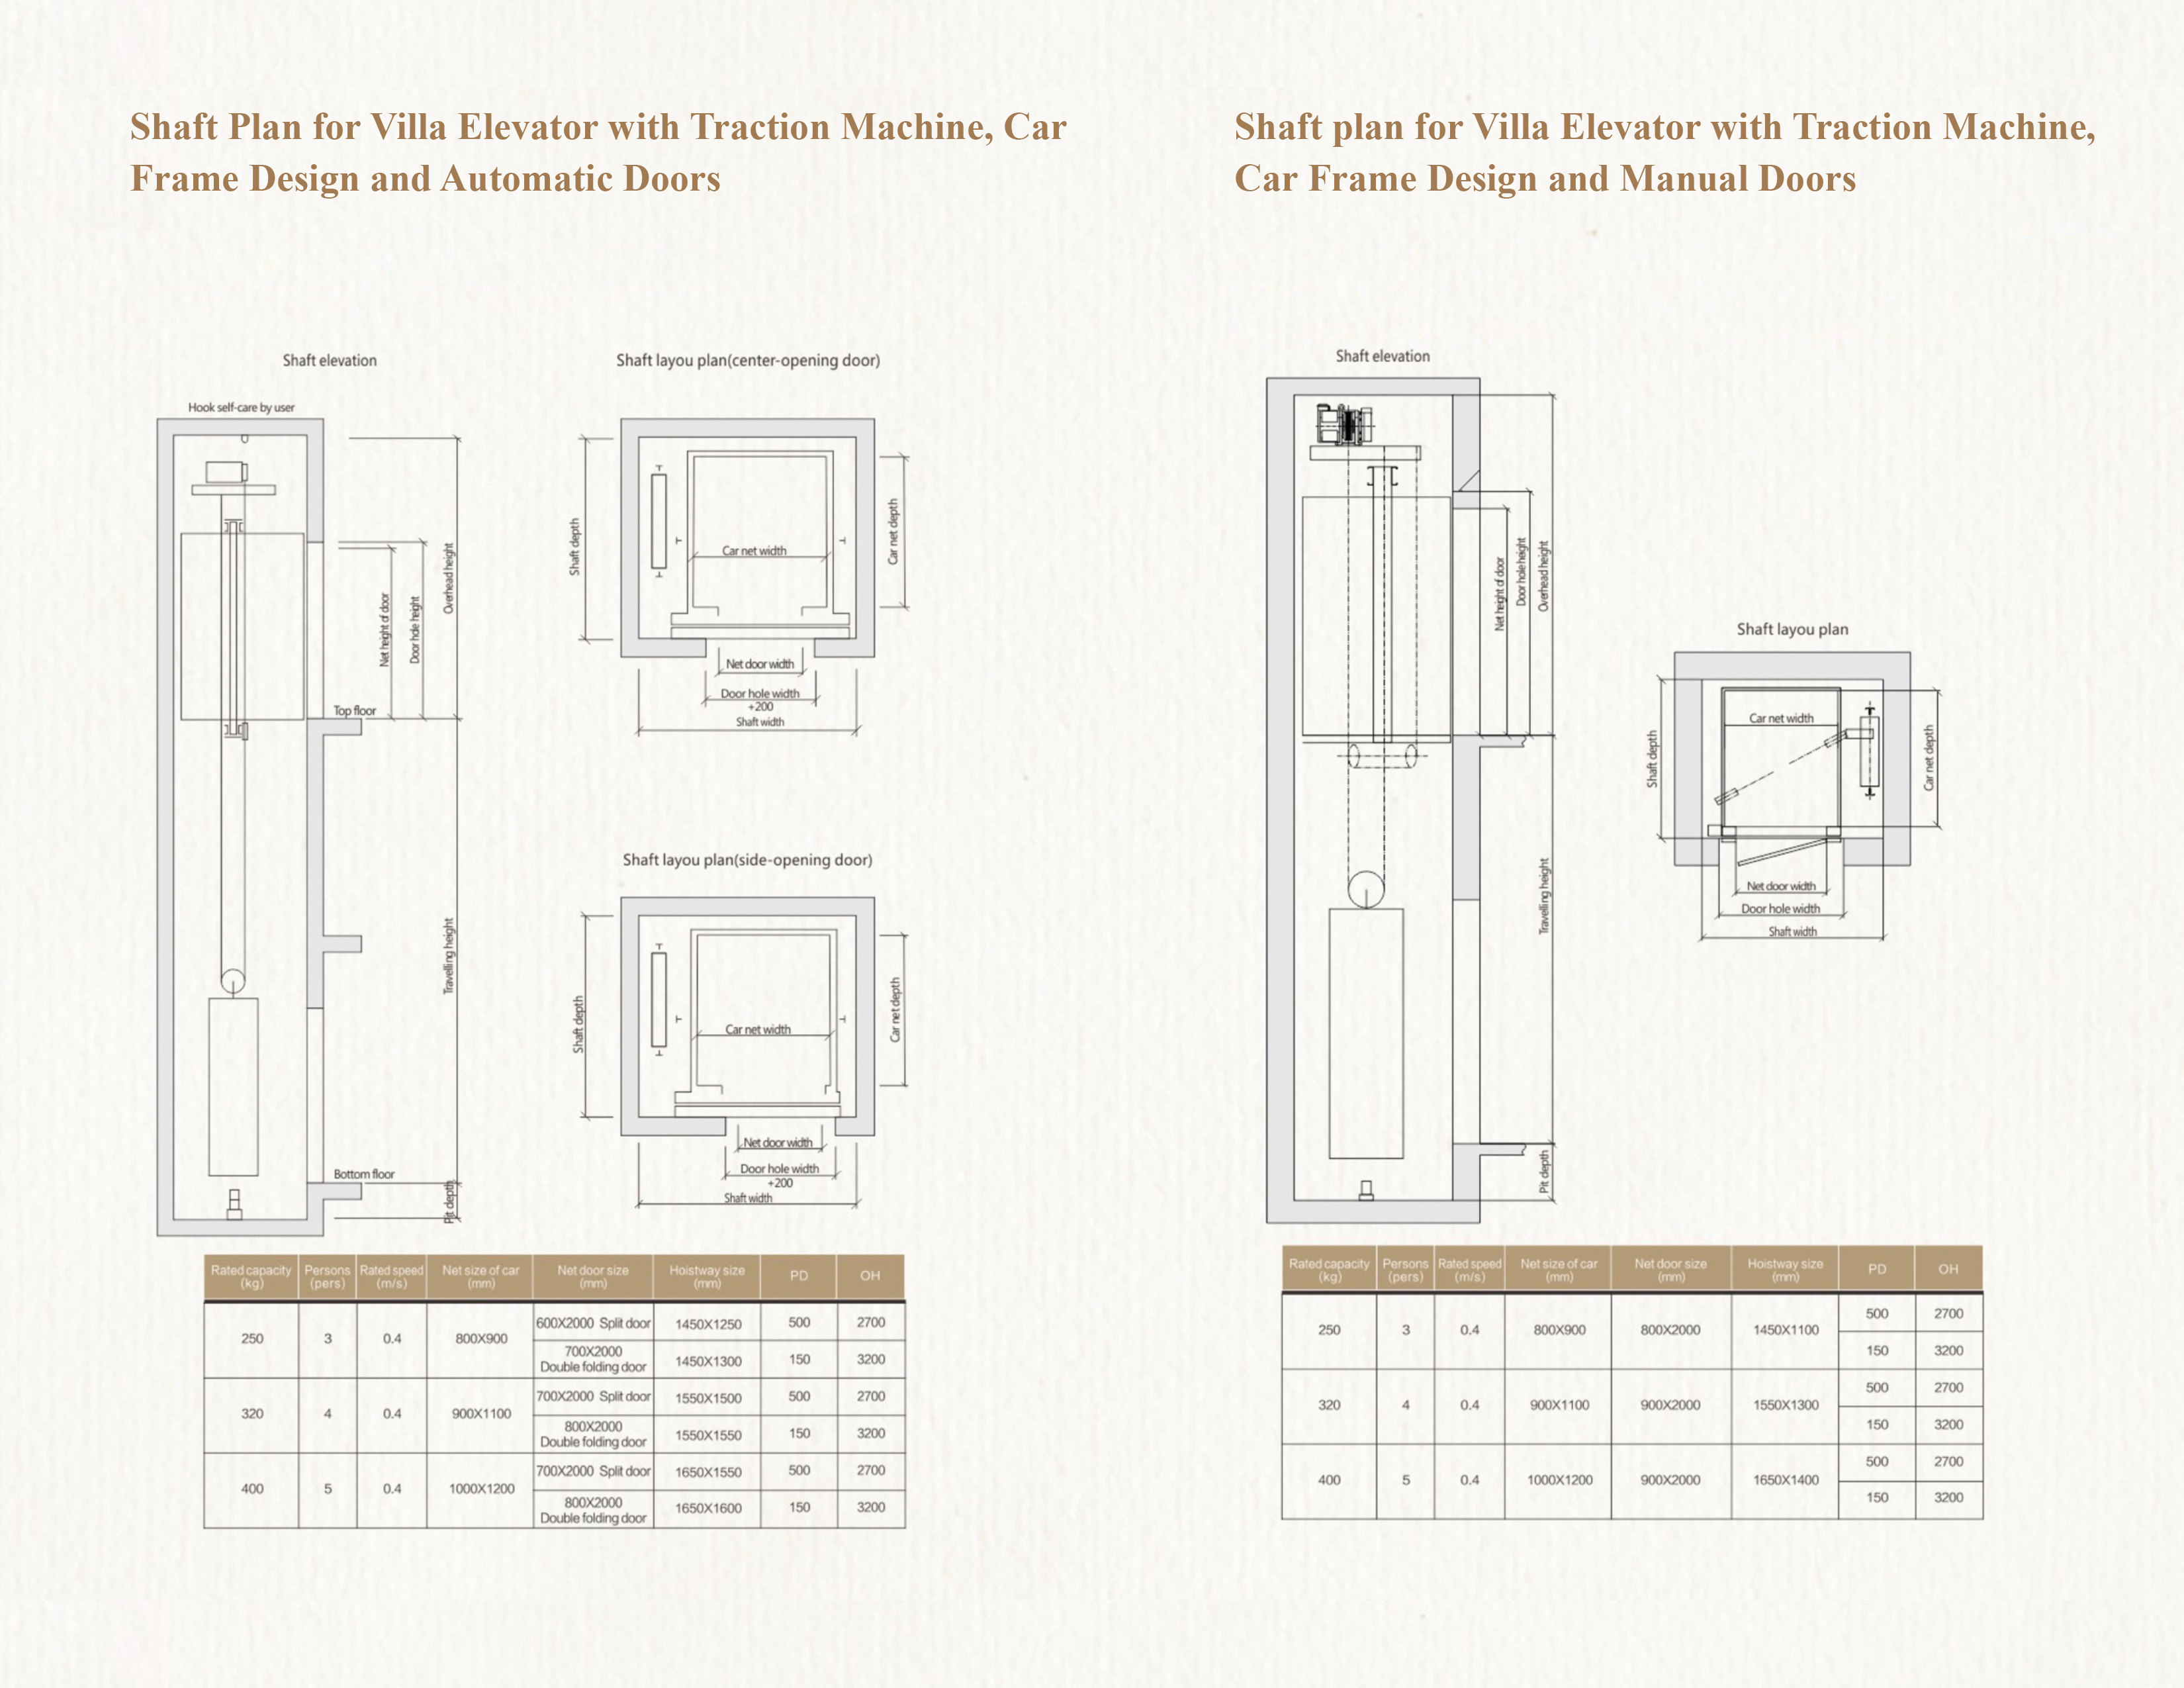 Shaft Plan for Villa Elevator with Traction Machine, Car
Frame Design and Automatic Doors
Shaft elevation
Hook self-care by user
Net height of door
Door hole height
Overhead height
Top floor
Travelling height
Bottom floor
Pit depth
Shaft layou plan(center-opening door)
Shaft depth
Car net width
Car net depth
Net door width
Door hole width
+200
Shaft width
Shaft layou plan(side-opening door)
Shaft depth
Car net width
Car net depth
Net door width
Door hole width
+200
Shaft width
Rated capacity (kg) Persons (pers) Rated speed (m/s) Net size of car (mm) Net door size (mm) Hoistway size (mm) PD OH
250 3 0.4 800X900 600X2000 Split door 1450X1250 500 2700
700X2000 Double folding door 1450X1300 150 3200
320 4 0.4 900X1100 700X2000 Split door 1550X1500 500 2700
800X2000 Double folding door 1550X1550 150 3200
400 5 0.4 1000X1200 700X2000 Split door 1650X1550 500 2700
800X2000 Double folding door 1650X1600 150 3200
Shaft plan for Villa Elevator with Traction Machine,
Car Frame Design and Manual Doors
Shaft elevation
Net height of door
Door hole height
Overhead height
Travelling height
Pit depth
Shaft layou plan
Shaft depth
Car net width
Car net depth
Net door width
Door hole width
Shaft width
Rated capacity (kg) Persons (pers) Rated speed (m/s) Net size of car (mm) Net door size (mm) Hoistway size (mm) PD OH
250 3 0.4 800X900 800X2000 1450X1100 500 2700
150 3200
320 4 0.4 900X1100 900X2000 1550X1300 500 2700
150 3200
400 5 0.4 1000X1200 900X2000 1650X1400 500 2700
150 3200